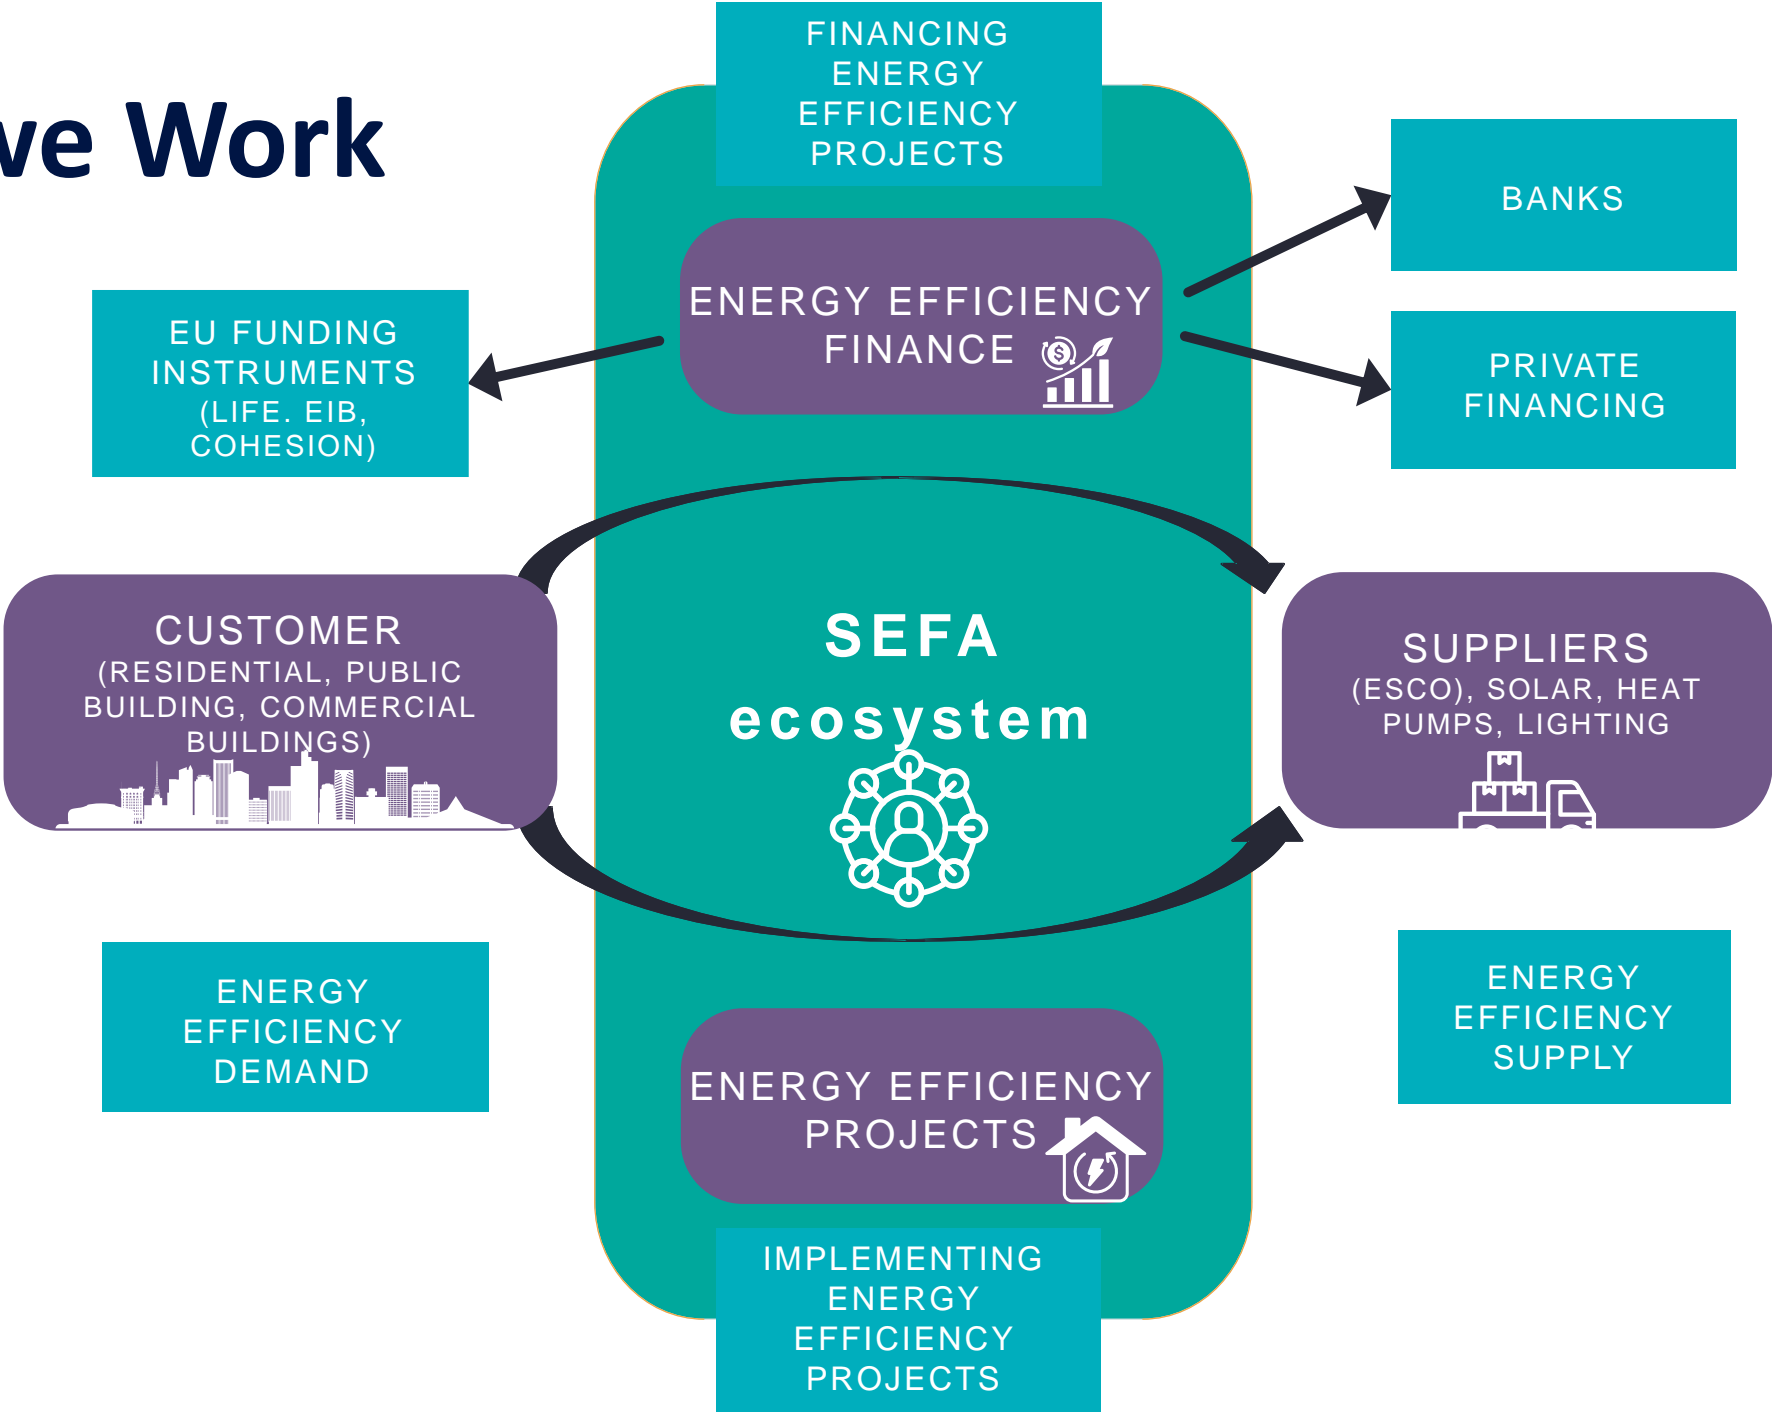 we Work
FINANCING
ENERGY
EFFICIENCY
PROJECTS
ENERGY EFFICIENCY
FINANCE
BANKS
PRIVATE
FINANCING
EU FUNDING
INSTRUMENTS
(LIFE. EIB,
COHESION)
CUSTOMER
(RESIDENTIAL, PUBLIC
BUILDING, COMMERCIAL
BUILDINGS)
SEFA
ecosystem
SUPPLIERS
(ESCO), SOLAR, HEAT
PUMPS, LIGHTING
ENERGY
EFFICIENCY
DEMAND
ENERGY
EFFICIENCY
SUPPLY
ENERGY EFFICIENCY
PROJECTS
IMPLEMENTING
ENERGY
EFFICIENCY
PROJECTS